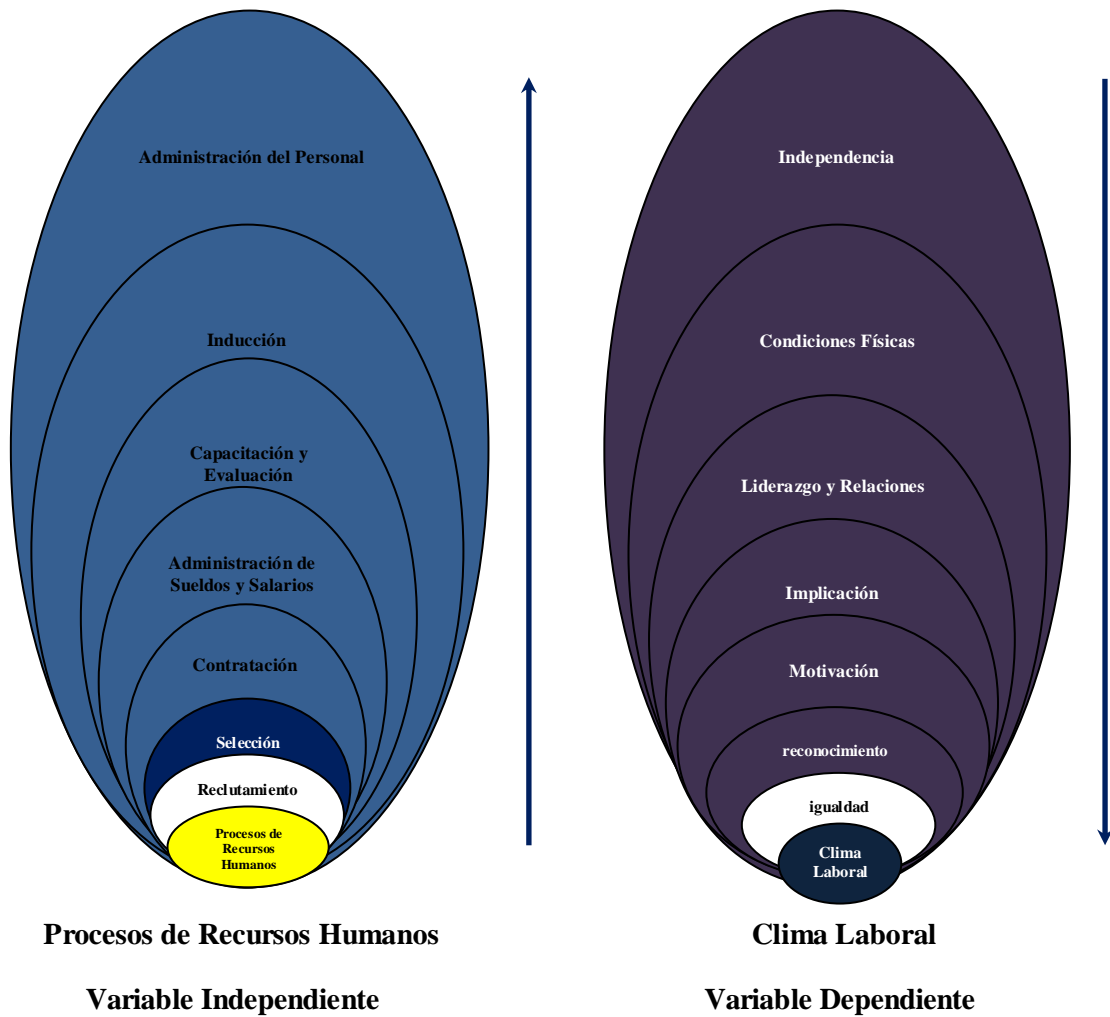 Administración del Personal
Inducción
Capacitación y
Evaluación
Administración de
Sueldos y Salarios
Contratación
Selección
Reclutamiento
Procesos de
Recursos
Humanos
Procesos de Recursos Humanos
Variable Independiente
Independencia
Condiciones Físicas
Liderazgo y Relaciones
Implicación
Motivación
reconocimiento
igualdad
Clima
Laboral
Clima Laboral
Variable Dependiente